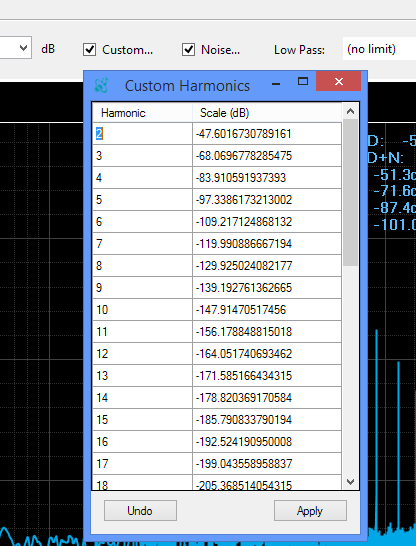 dB
Custom...
Noise...
Low Pass:
(no limit)
Custom Harmonics
Harmonic Scale (dB)
2 -47.6016730789161
3 -68.0696778285475
4 -83.910591937393
5 -97.3386173213002
6 -109.217124868132
7 -119.990886667194
8 -129.925024082177
9 -139.192761362665
10 -147.91470517456
11 -156.178848815018
12 -164.051740693462
13 -171.585166434315
14 -178.820369170584
15 -185.790833790194
16 -192.524190950008
17 -199.043558958837
18 -205.368514054315
Undo
Apply
D: -5
D+N:
-51.3c
-71.6c
-87.4c
-101.0